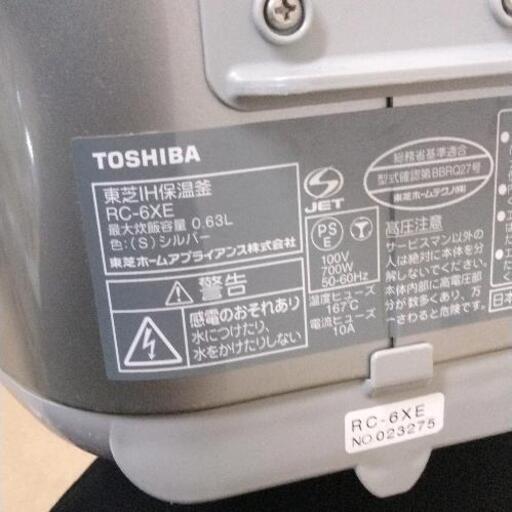 TOSHIBA
東芝IH保温釜
RC-6XE
最大炊飯容量 0.63L
色:(S)シルバー
東芝ホームアプライアンス株式会社
警告
感電のおそれあり
水につけたり、
水をかけたりしない
S
JET
PS
E
100V
700W
50-60Hz
温度ヒューズ
167℃
電流ヒューズ
10A
総務省基準適合
型式確認第BBRQ27号
東芝ホームテクノ(株)
高圧注意
サービスマン以外の
人は絶対に本体を分
解しないでください。
本体内部に高電圧部
分が数多くあり、万
一さわると危険です。
日本
RC-6XE
NO.023275